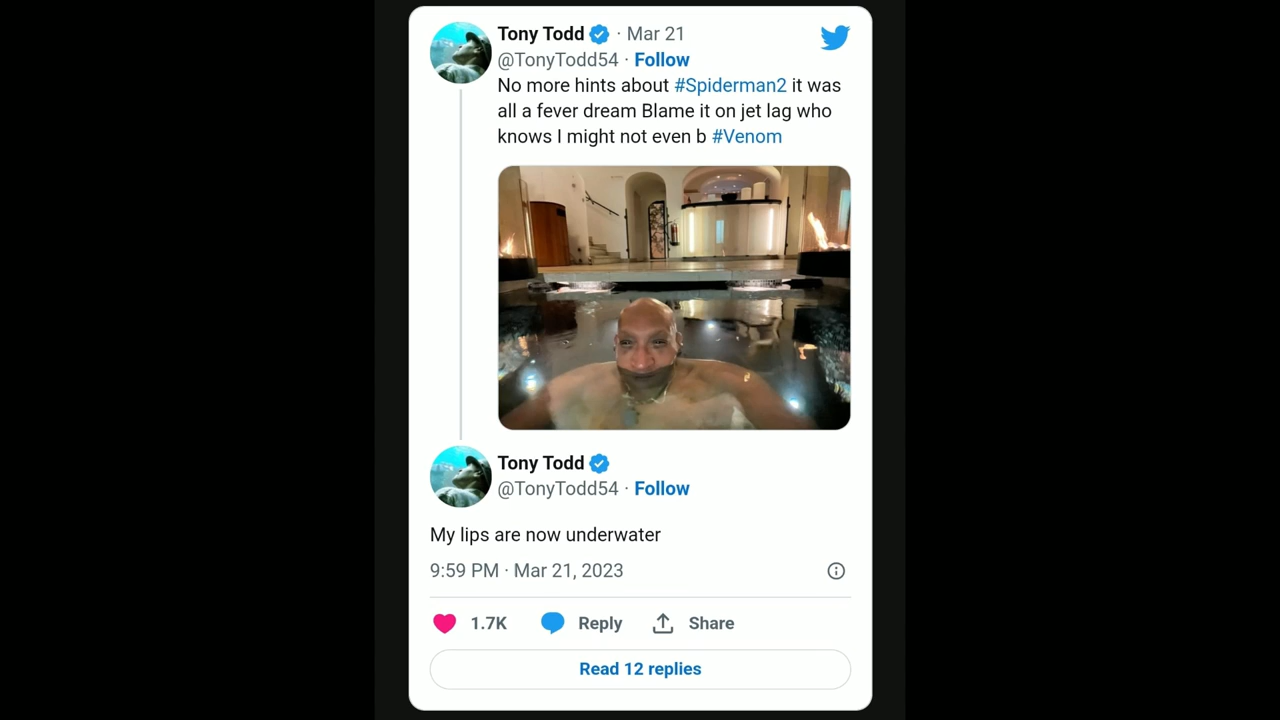 Tony Todd · Mar 21
@TonyTodd54 · Follow
No more hints about #Spiderman2 it was
all a fever dream Blame it on jet lag who
knows I might not even b #Venom
Tony Todd
@TonyTodd54 · Follow
My lips are now underwater
9:59 PM · Mar 21, 2023
1.7K Reply Share
Read 12 replies